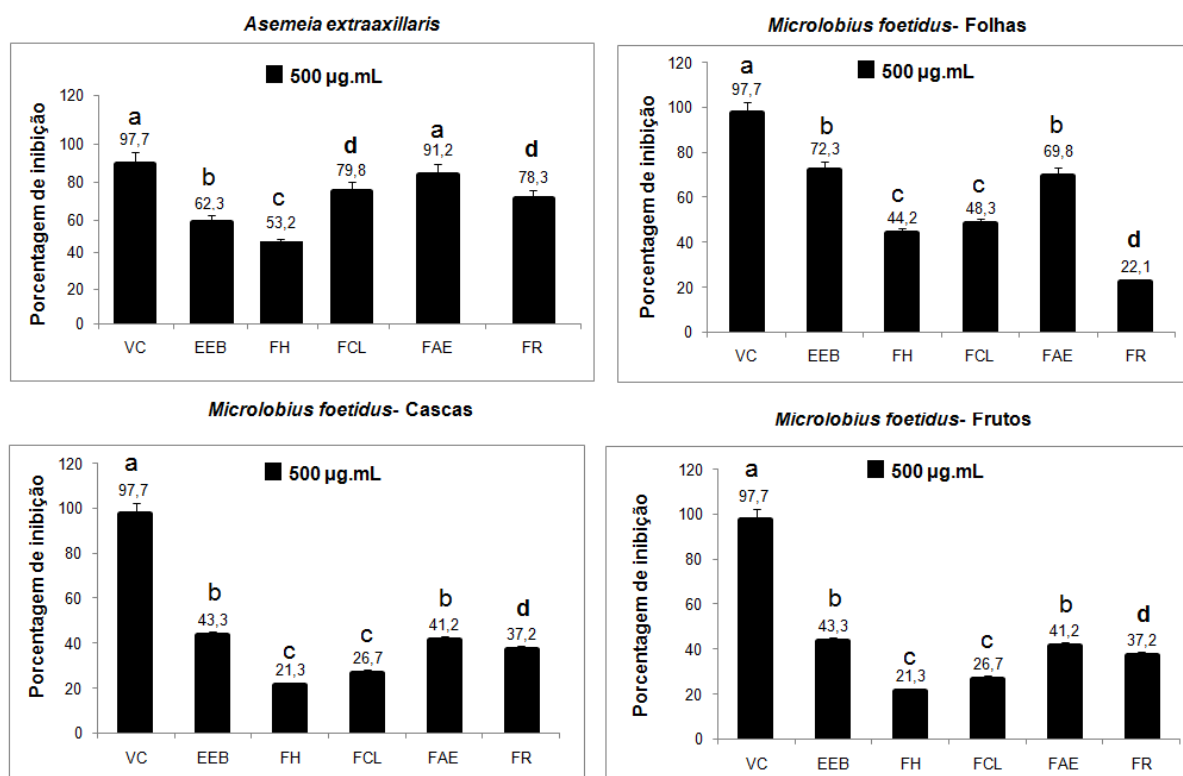 Asemeia extraaxillaris
500 µg.mL
Porcentagem de inibição
120
100
80
60
40
20
0
a
97,7
b
62,3
c
53,2
d
79,8
a
91,2
d
78,3
VC EEB FH FCL FAE FR
Microlobius foetidus- Folhas
500 µg.mL
Porcentagem de inibição
120
100
80
60
40
20
0
a
97,7
b
72,3
c
44,2
c
48,3
b
69,8
d
22,1
VC EEB FH FCL FAE FR
Microlobius foetidus- Cascas
500 µg.mL
Porcentagem de inibição
120
100
80
60
40
20
0
a
97,7
b
43,3
c
21,3
c
26,7
b
41,2
d
37,2
VC EEB FH FCL FAE FR
Microlobius foetidus- Frutos
500 µg.mL
Porcentagem de inibição
120
100
80
60
40
20
0
a
97,7
b
43,3
c
21,3
c
26,7
b
41,2
d
37,2
VC EEB FH FCL FAE FR